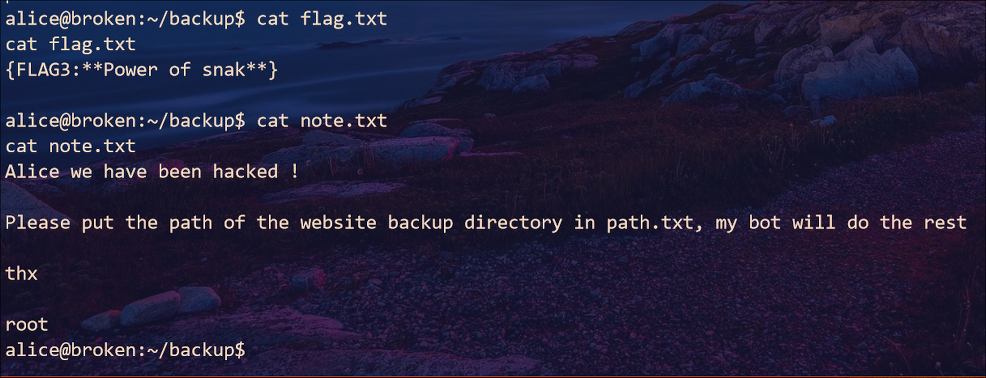 alice@broken:~/backup$ cat flag.txt
cat flag.txt
{FLAG3:**Power of snak**}
alice@broken:~/backup$ cat note.txt
cat note.txt
Alice we have been hacked !
Please put the path of the website backup directory in path.txt, my bot will do the rest
thx
root
alice@broken:~/backup$